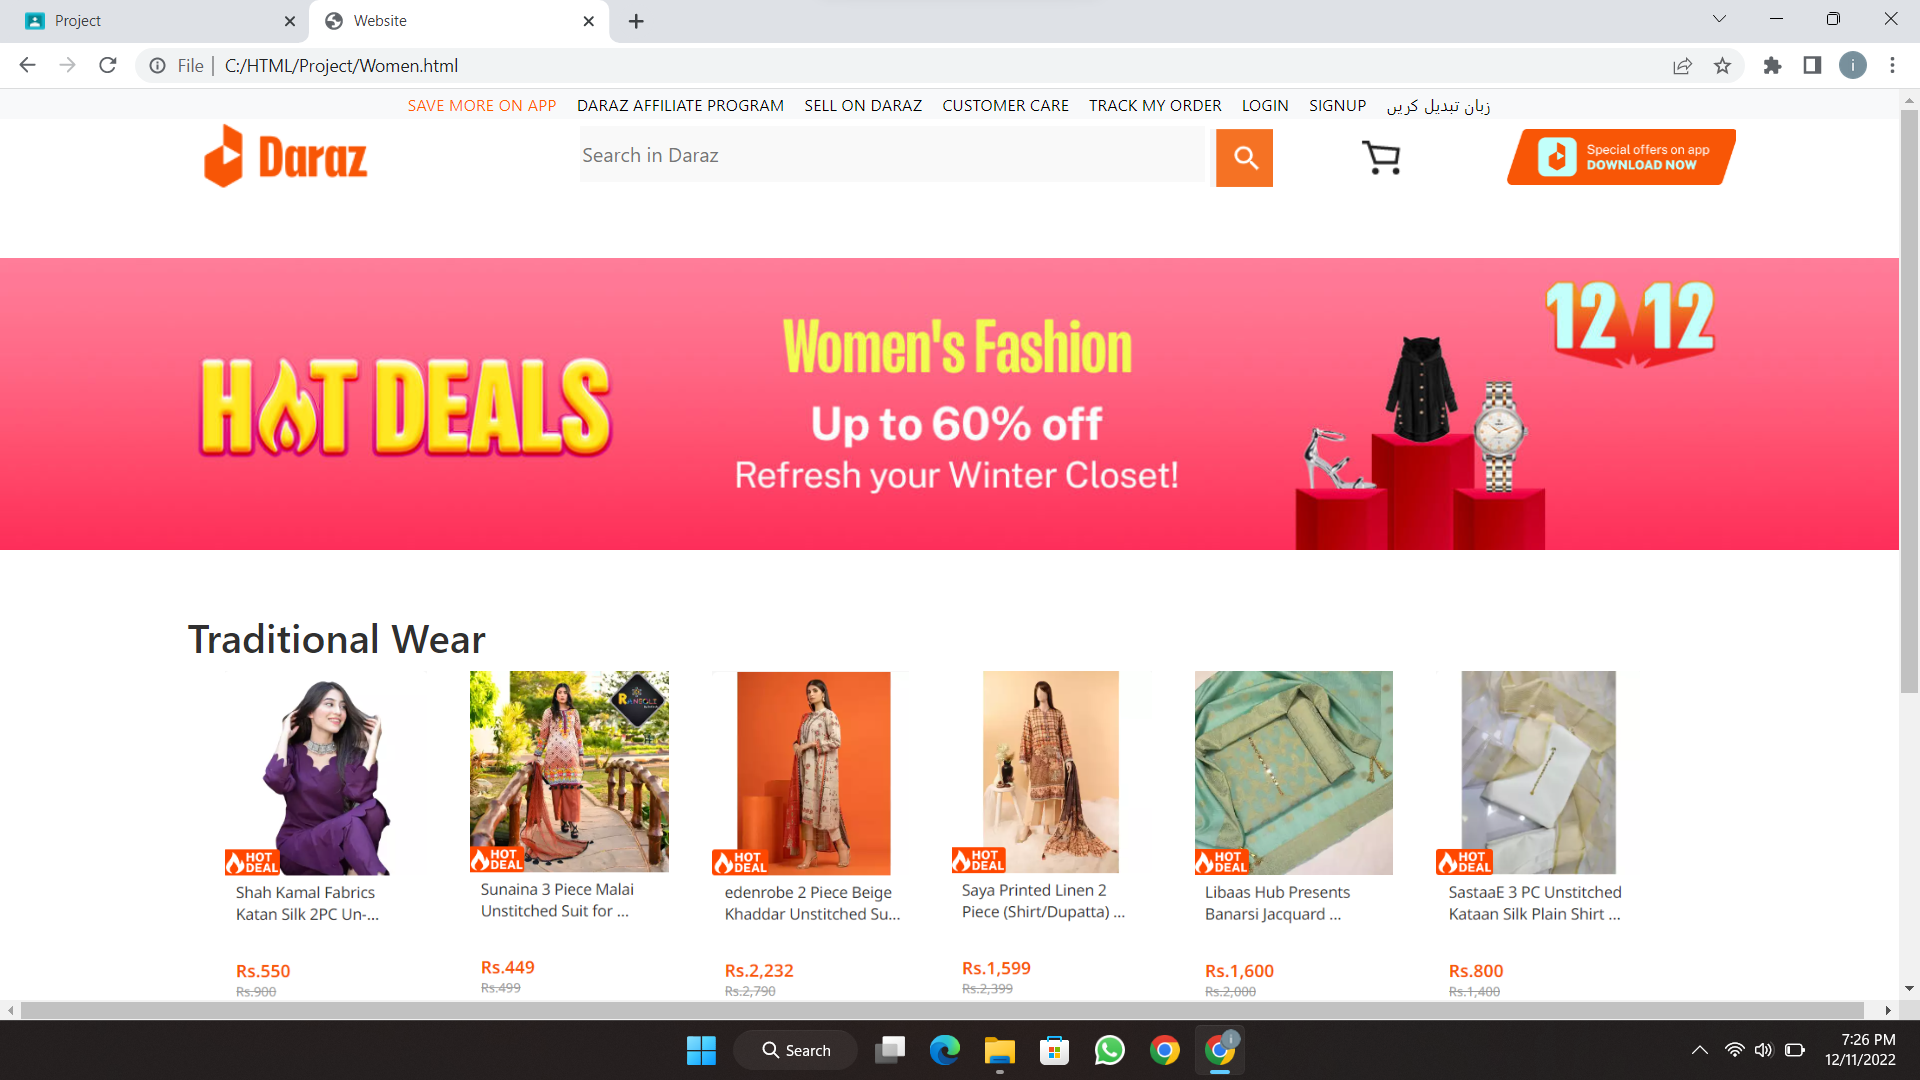 Project
Website
File
C:/HTML/Project/Women.html
i
SAVE MORE ON APP DARAZ AFFILIATE PROGRAM SELL ON DARAZ CUSTOMER CARE TRACK MY ORDER LOGIN SIGNUP زبان تبدیل کریں
Daraz
Search in Daraz
Special offers on app
DOWNLOAD NOW
HOT DEALS
Women's Fashion
Up to 60% off
Refresh your Winter Closet!
12 12
Traditional Wear
HOT DEAL
Shah Kamal Fabrics
Katan Silk 2PC Un-...
Rs.550
Rs.900
RANGOLI
HOT DEAL
Sunaina 3 Piece Malai
Unstitched Suit for ...
Rs.449
Rs.499
HOT DEAL
edenrobe 2 Piece Beige
Khaddar Unstitched Su...
Rs.2,232
Rs.2,790
HOT DEAL
Saya Printed Linen 2
Piece (Shirt/Dupatta) ...
Rs.1,599
Rs.2,399
HOT DEAL
Libaas Hub Presents
Banarsi Jacquard ...
Rs.1,600
Rs.2,000
HOT DEAL
SastaaE 3 PC Unstitched
Kataan Silk Plain Shirt ...
Rs.800
Rs.1,400
Search
7:26 PM
12/11/2022